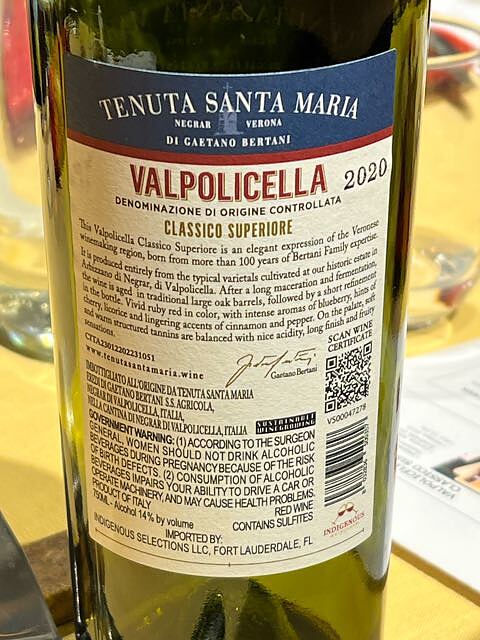 TENUTA SANTA MARIA
NEGRAR VERONA
DI GAETANO BERTANI
VALPOLICELLA 2020
DENOMINAZIONE DI ORIGINE CONTROLLATA
CLASSICO SUPERIORE
This Valpolicella Classico Superiore is an elegant expression of the Veronese
winemaking region, born from more than 100 years of Bertani Family expertise.
It is produced entirely from the typical varietals cultivated at our historic estate in
Arbizzano di Negrar, di Valpolicella. After a long maceration and fermentation,
the wine is aged in traditional large oak barrels, followed by a short refinement
in the bottle. Vivid ruby red in color, with intense aromas of blueberry, hints of
cherry, licorice and lingering accents of cinnamon and pepper. On the palate, soft
and warm structured tannins are balanced with nice acidity, long finish and fruity
sensations.
CTTA23012202231051
www.tenutasantamaria.wine
Gaetano Bertani
SCAN WINE
CERTIFICATE
VS00047278
IMBOTTIGLIATO ALL'ORIGINE DA TENUTA SANTA MARIA
EREDI DI GAETANO BERTANI S.S. AGRICOLA,
NEGRAR DI VALPOLICELLA, ITALIA,
NELLA CANTINA DI NEGRAR DI VALPOLICELLA, ITALIA
SUSTAINABLE
WINEGROWING
GOVERNMENT WARNING: (1) ACCORDING TO THE SURGEON
GENERAL, WOMEN SHOULD NOT DRINK ALCOHOLIC
BEVERAGES DURING PREGNANCY BECAUSE OF THE RISK
OF BIRTH DEFECTS. (2) CONSUMPTION OF ALCOHOLIC
BEVERAGES IMPAIRS YOUR ABILITY TO DRIVE A CAR OR
OPERATE MACHINERY, AND MAY CAUSE HEALTH PROBLEMS.
PRODUCT OF ITALY RED WINE
750ML - Alcohol 14% by volume CONTAINS SULFITES
IMPORTED BY:
INDIGENOUS SELECTIONS LLC, FORT LAUDERDALE, FL
INDIGENOUS